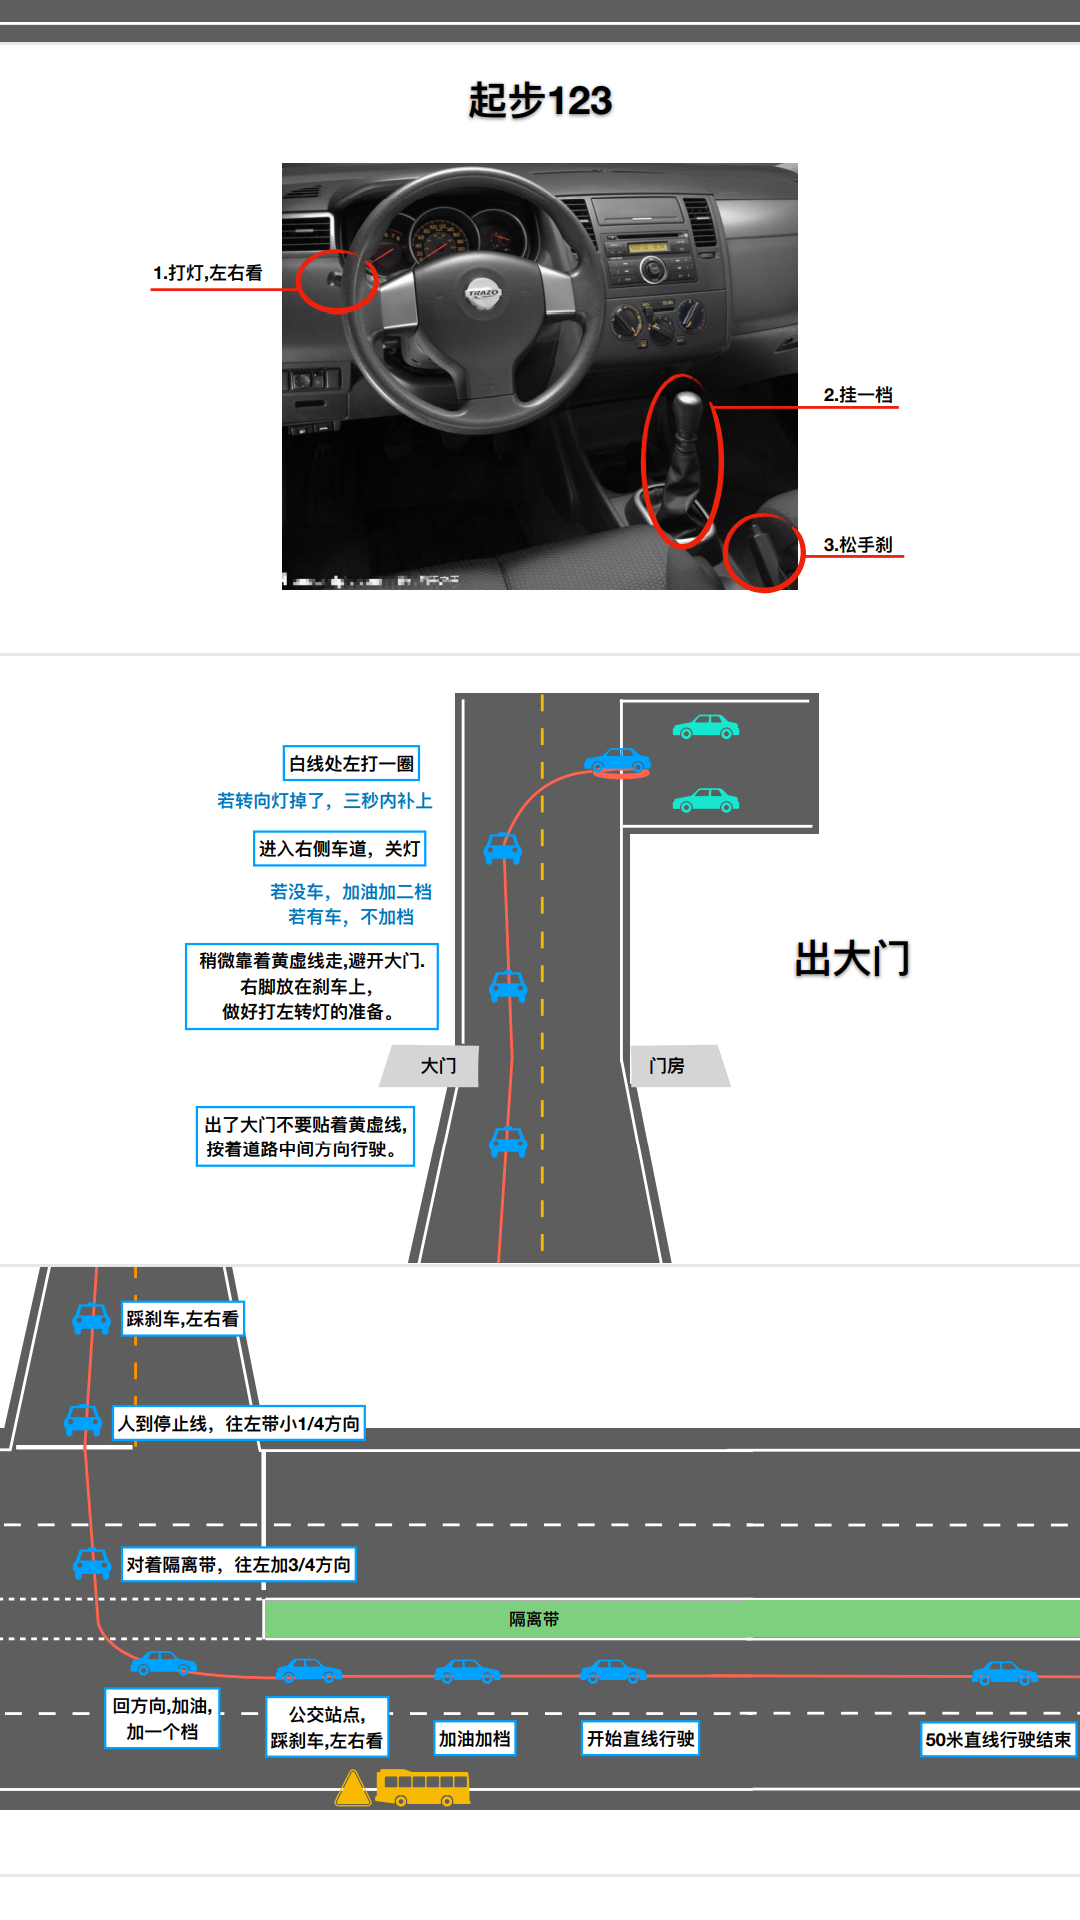 起步123
1.打灯,左右看
TRAZO
2.挂一档
3.松手刹
白线处左打一圈
若转向灯掉了，三秒内补上
进入右侧车道，关灯
若没车，加油加二档
若有车，不加档
稍微靠着黄虚线走,避开大门.
右脚放在刹车上，
做好打左转灯的准备。
出大门
大门
门房
出了大门不要贴着黄虚线,
按着道路中间方向行驶。
踩刹车,左右看
人到停止线，往左带小1/4方向
对着隔离带，往左加3/4方向
隔离带
回方向,加油,
加一个档
公交站点,
踩刹车,左右看
加油加档
开始直线行驶
50米直线行驶结束